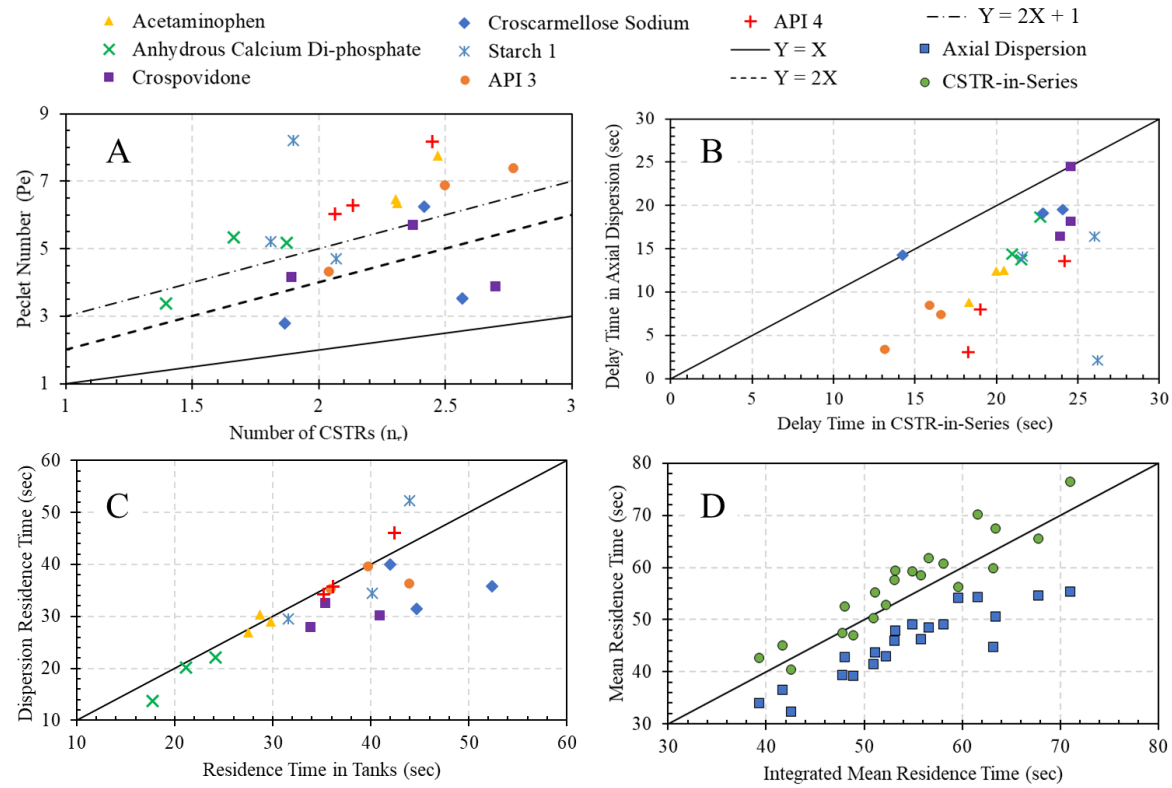 Acetaminophen
Croscarmellose Sodium
API 4
Y = 2X + 1
Anhydrous Calcium Di-phosphate
Starch 1
Y = X
Axial Dispersion
Crospovidone
API 3
Y = 2X
CSTR-in-Series
A
Peclet Number (Pe)
9
7
5
3
1
1
1.5
2
2.5
3
Number of CSTRs (nr)
B
Delay Time in Axial Dispersion (sec)
30
25
20
15
10
5
0
0
5
10
15
20
25
30
Delay Time in CSTR-in-Series (sec)
C
Dispersion Residence Time (sec)
60
50
40
30
20
10
10
20
30
40
50
60
Residence Time in Tanks (sec)
D
Mean Residence Time (sec)
80
70
60
50
40
30
30
40
50
60
70
80
Integrated Mean Residence Time (sec)